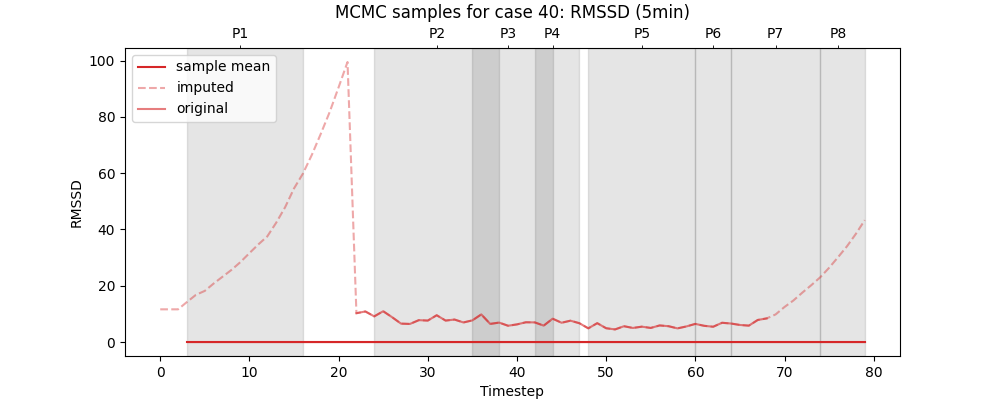 MCMC samples for case 40: RMSSD (5min)
P1 P2 P3 P4 P5 P6 P7 P8
sample mean
imputed
original
100
80
60
40
20
0
RMSSD
0 10 20 30 40 50 60 70 80
Timestep